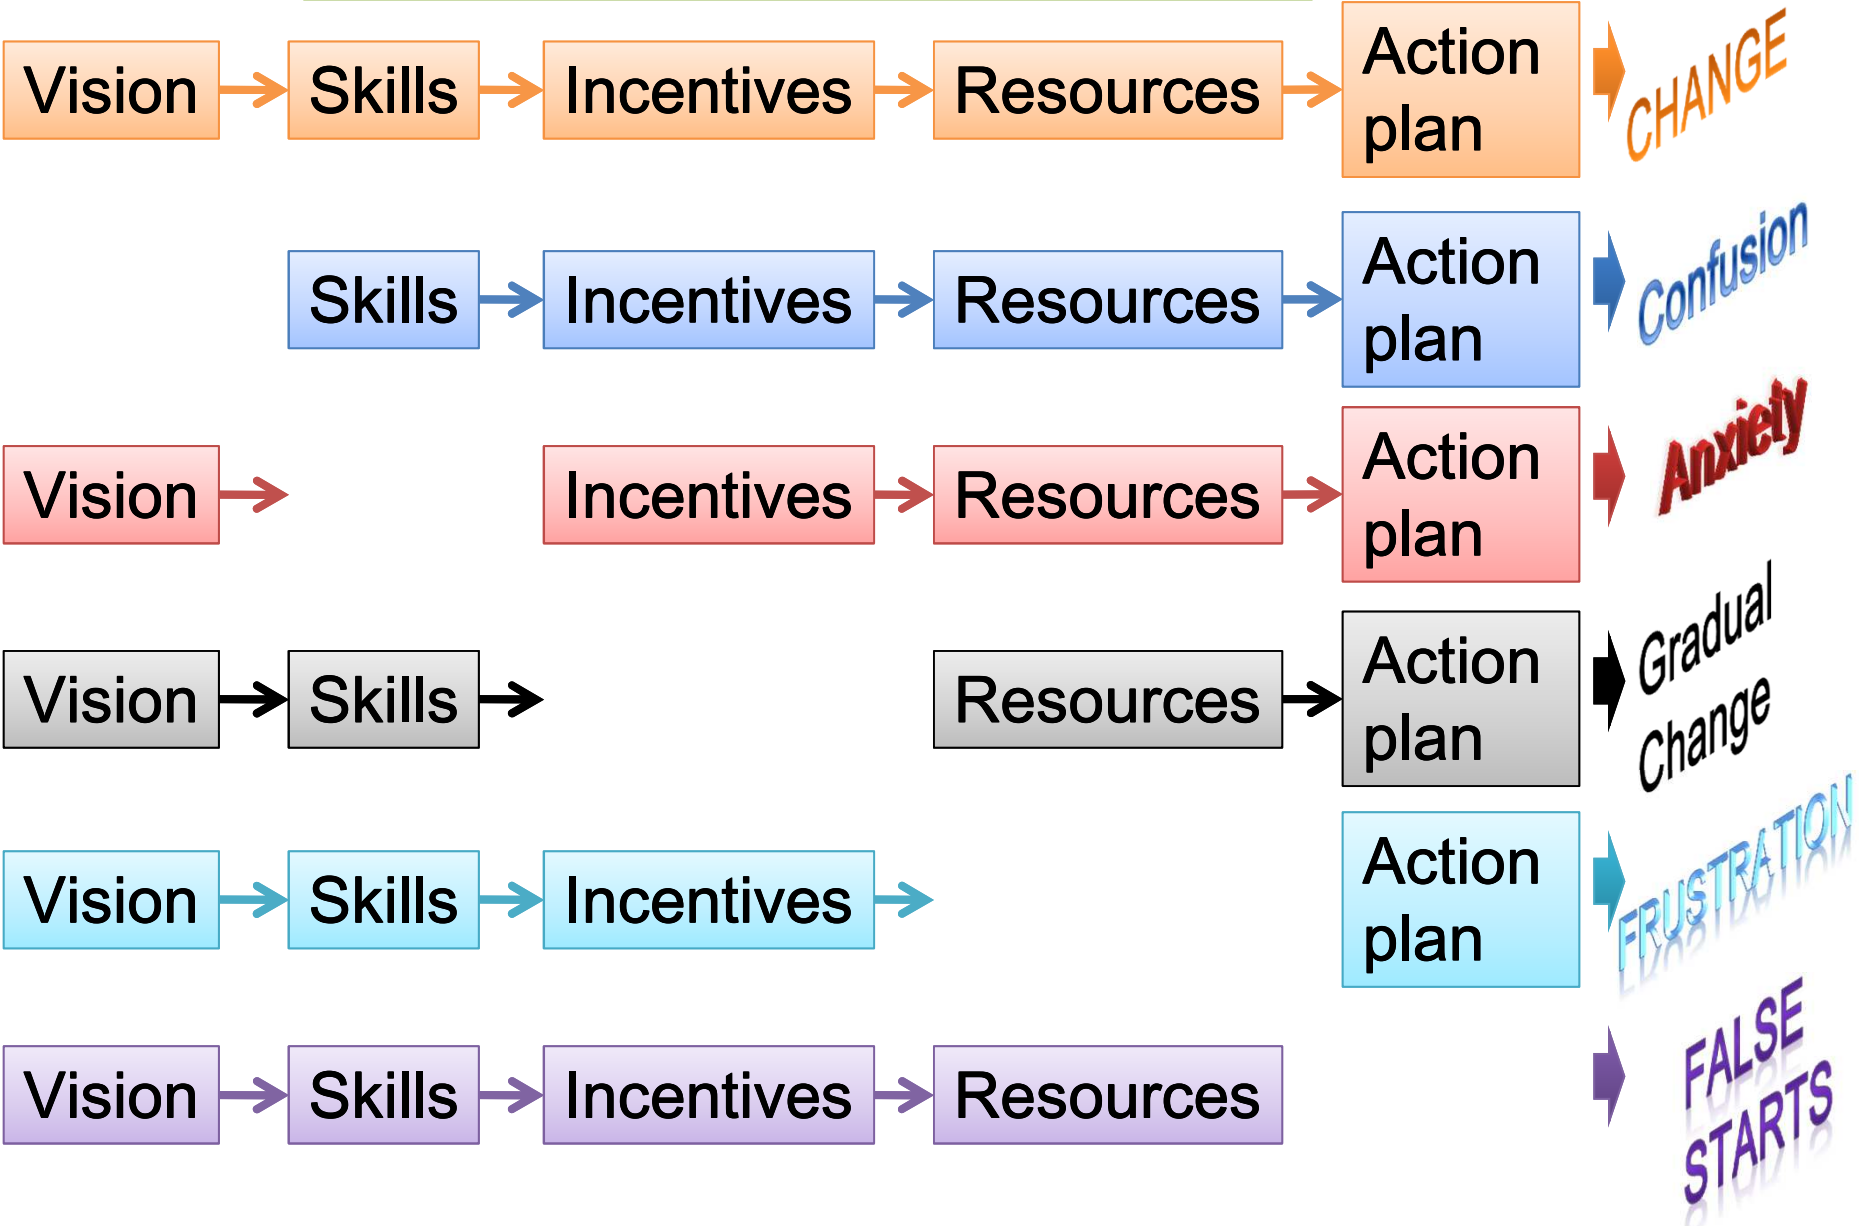 Vision Skills Incentives Resources Action plan CHANGE
Skills Incentives Resources Action plan Confusion
Vision Incentives Resources Action plan Anxiety
Vision Skills Resources Action plan Gradual Change
Vision Skills Incentives Action plan FRUSTRATION
Vision Skills Incentives Resources FALSE STARTS